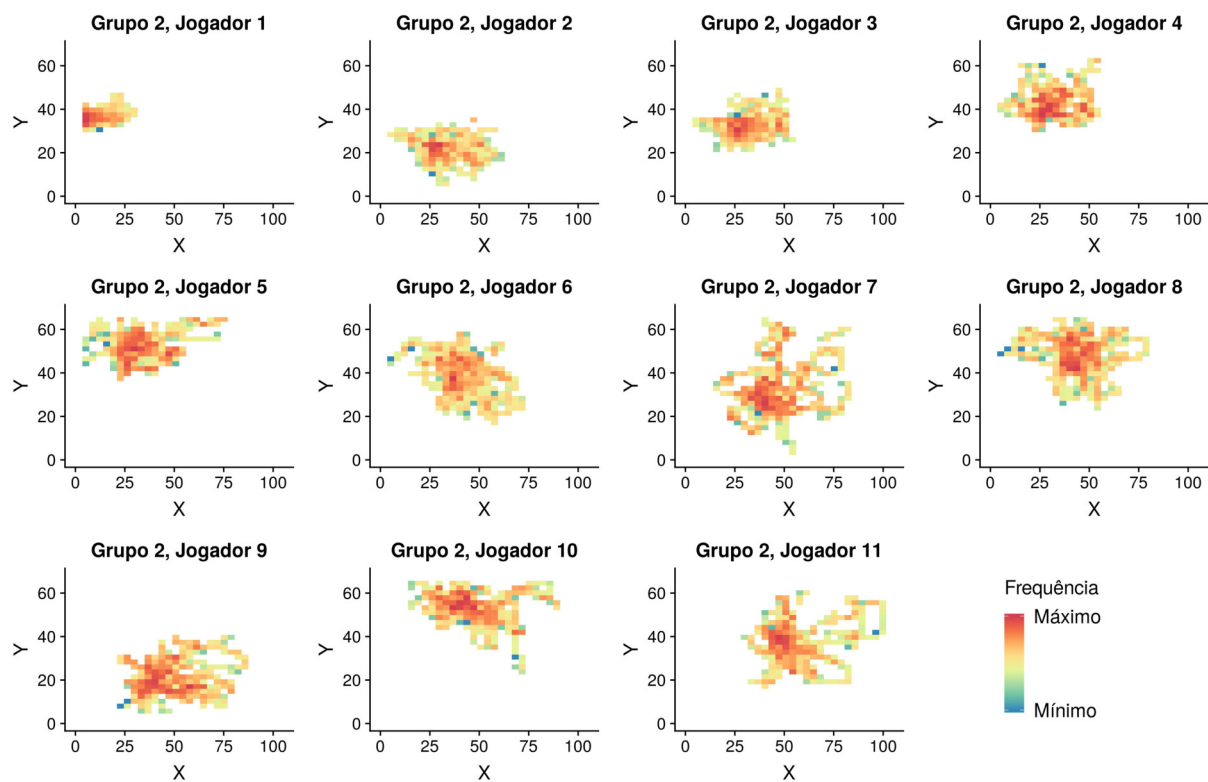 Grupo 2, Jogador 1
Grupo 2, Jogador 2
Grupo 2, Jogador 3
Grupo 2, Jogador 4
Y
60
40
20
0
0 25 50 75 100
X
Y
60
40
20
0
0 25 50 75 100
X
Y
60
40
20
0
0 25 50 75 100
X
Y
60
40
20
0
0 25 50 75 100
X
Grupo 2, Jogador 5
Grupo 2, Jogador 6
Grupo 2, Jogador 7
Grupo 2, Jogador 8
Y
60
40
20
0
0 25 50 75 100
X
Y
60
40
20
0
0 25 50 75 100
X
Y
60
40
20
0
0 25 50 75 100
X
Y
60
40
20
0
0 25 50 75 100
X
Grupo 2, Jogador 9
Grupo 2, Jogador 10
Grupo 2, Jogador 11
Y
60
40
20
0
0 25 50 75 100
X
Y
60
40
20
0
0 25 50 75 100
X
Y
60
40
20
0
0 25 50 75 100
X
Frequência
Máximo
Mínimo